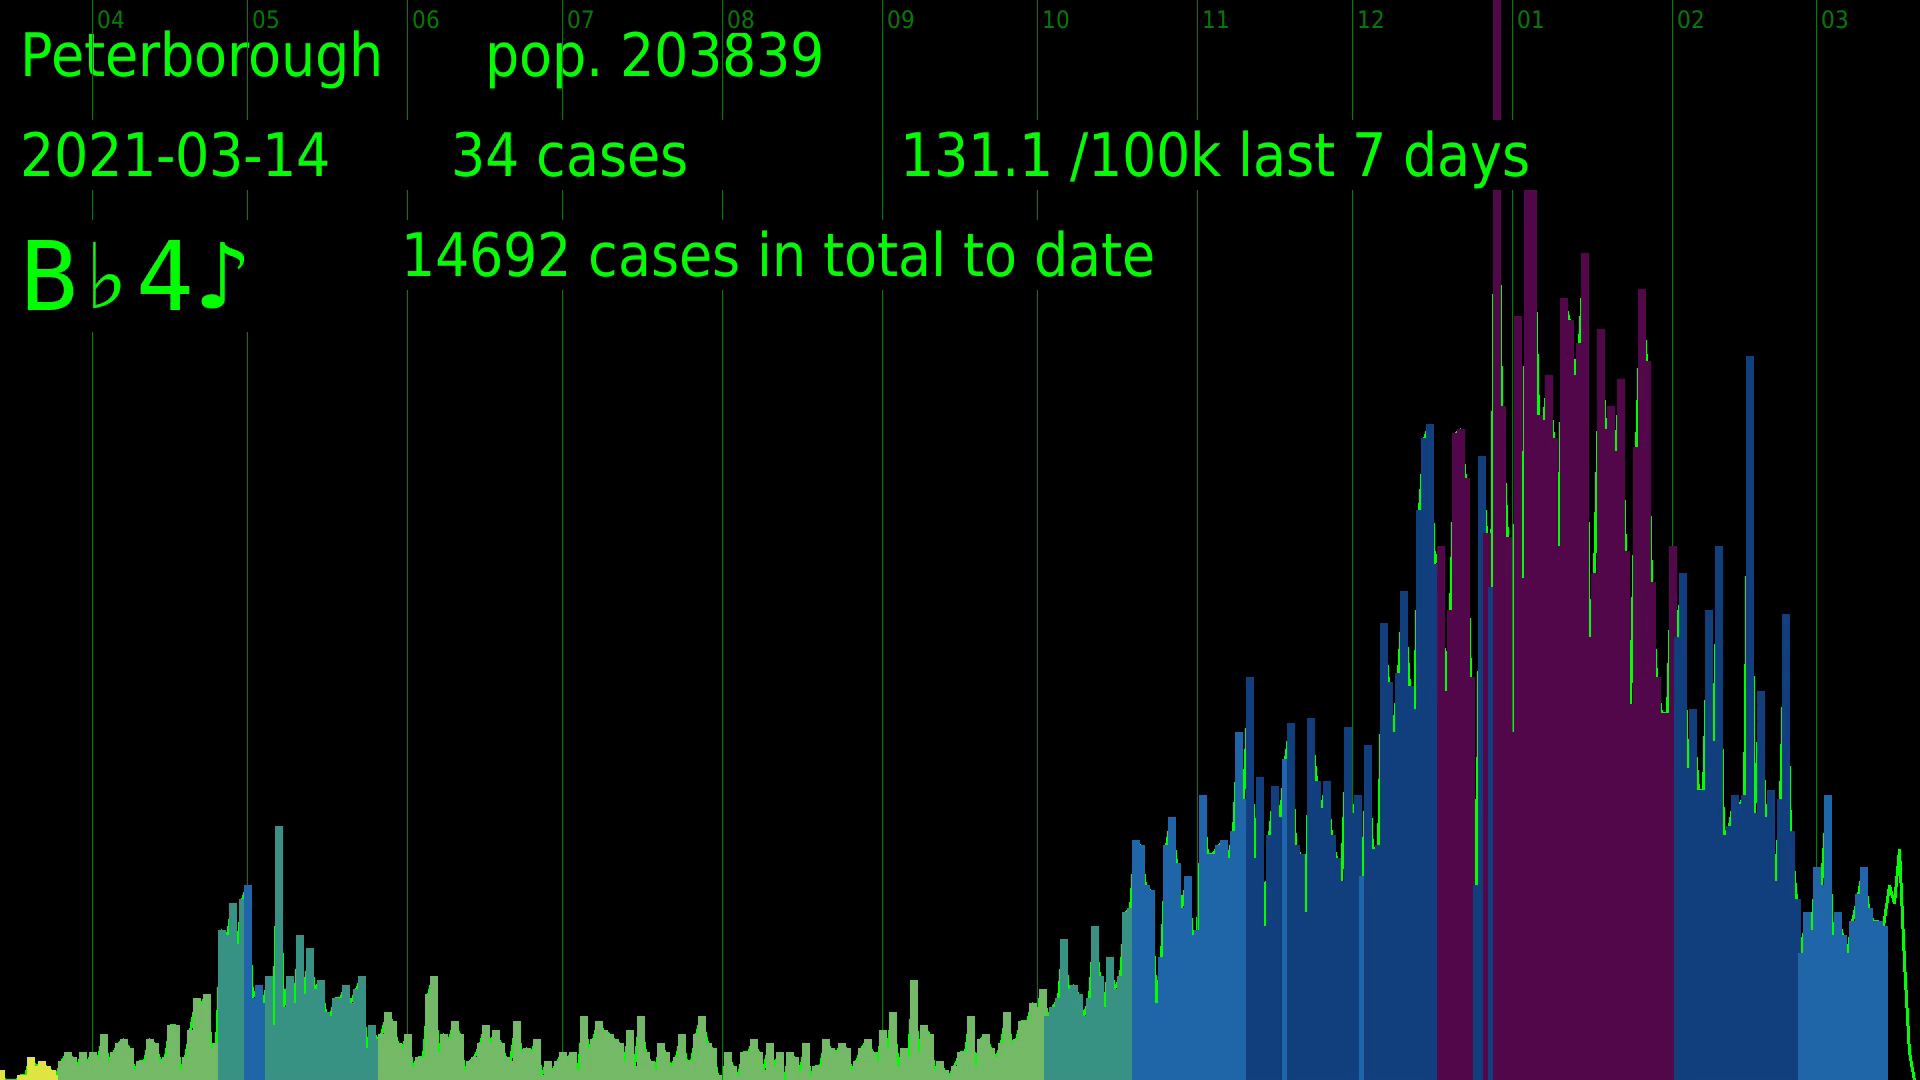 04 05 06 07 08 09 10 11 12 01 02 03
Peterborough pop. 203839
2021-03-14 34 cases 131.1 /100k last 7 days
B♭4♪ 14692 cases in total to date